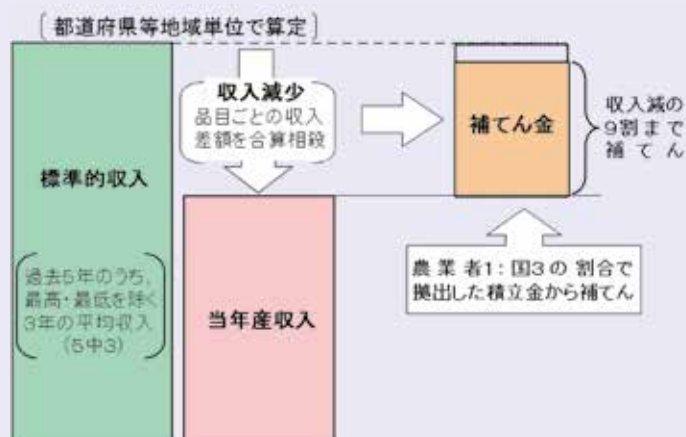 都道府県等地域単位で算定
収入減少
品目ごとの収入
差額を合算相殺
補てん金
収入減の
9割まで
補てん
標準的収入
過去5年のうち、
最高・最低を除く
3年の平均収入
(5中3)
当年産収入
農業者1:国3の割合で
拠出した積立金から補てん